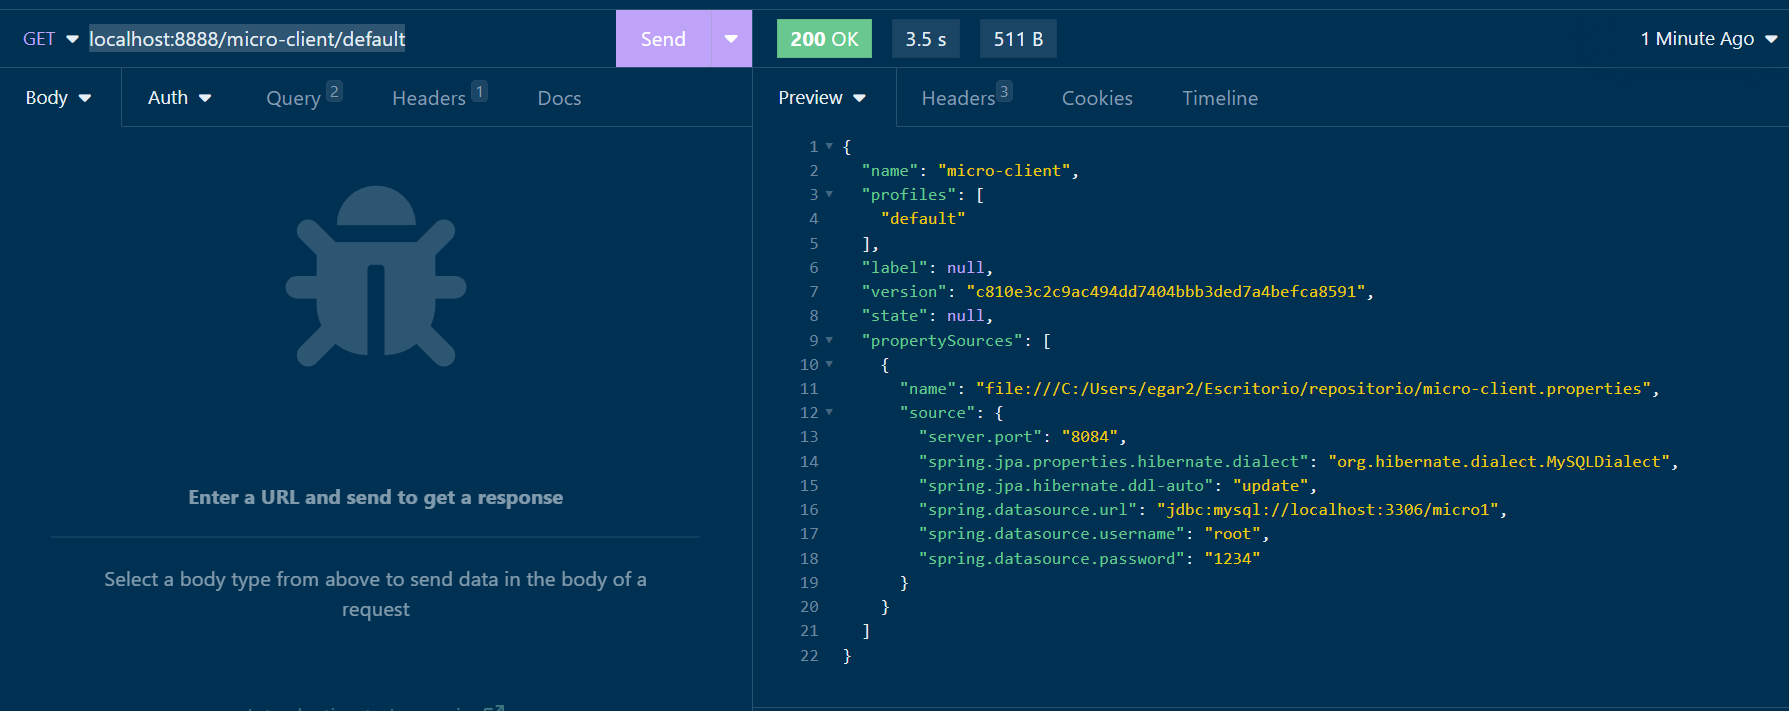 GET localhost:8888/micro-client/default Send 200 OK 3.5 s 511 B 1 Minute Ago
Body Auth Query 2 Headers 1 Docs
Preview Headers 3 Cookies Timeline
Enter a URL and send to get a response
Select a body type from above to send data in the body of a
request
1 {
2 "name": "micro-client",
3 "profiles": [
4 "default"
5 ],
6 "label": null,
7 "version": "c810e3c2c9ac494dd7404bbb3ded7a4befca8591",
8 "state": null,
9 "propertySources": [
10 {
11 "name": "file:///C:/Users/egar2/Escritorio/repositorio/micro-client.properties",
12 "source": {
13 "server.port": "8084",
14 "spring.jpa.properties.hibernate.dialect": "org.hibernate.dialect.MySQLDialect",
15 "spring.jpa.hibernate.ddl-auto": "update",
16 "spring.datasource.url": "jdbc:mysql://localhost:3306/micro1",
17 "spring.datasource.username": "root",
18 "spring.datasource.password": "1234"
19 }
20 }
21 ]
22 }